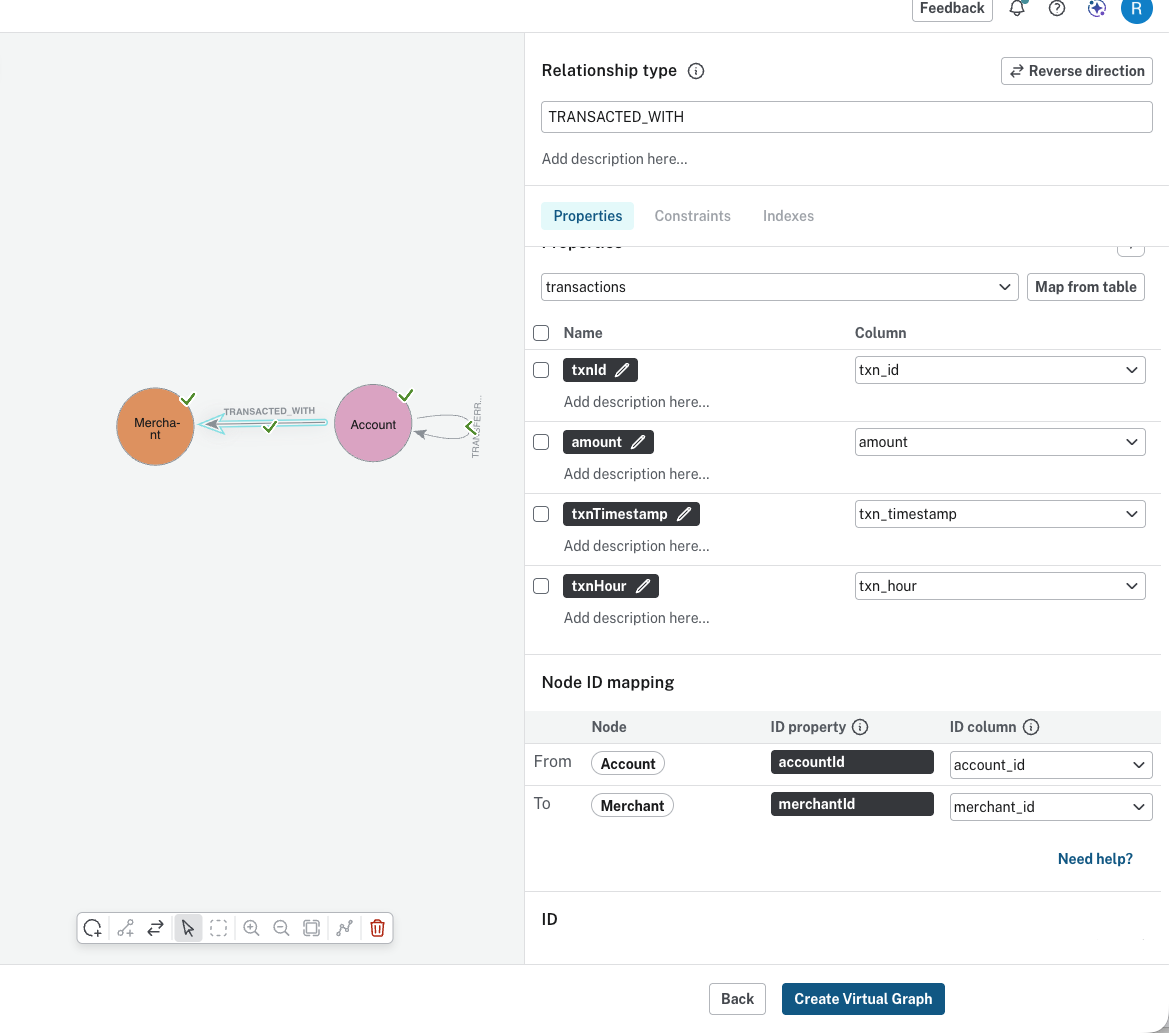 Feedback
R
Relationship type
Reverse direction
TRANSACTED_WITH
Add description here...
Properties
Constraints
Indexes
transactions
Map from table
Name
Column
txnId
txn_id
Add description here...
amount
amount
Add description here...
txnTimestamp
txn_timestamp
Add description here...
txnHour
txn_hour
Add description here...
Node ID mapping
Node
ID property
ID column
From
Account
accountId
account_id
To
Merchant
merchantId
merchant_id
Need help?
ID
Mercha-
nt
TRANSACTED_WITH
Account
Back
Create Virtual Graph